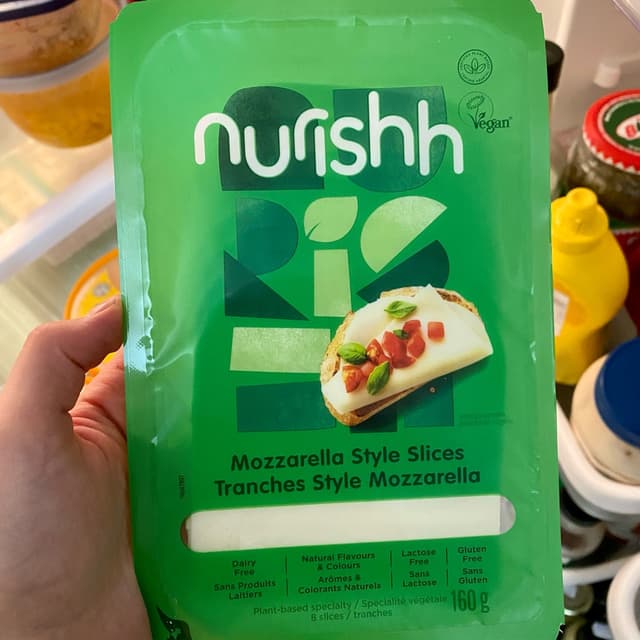 nurishh
Vegan
Mozzarella Style Slices
Tranches Style Mozzarella
Dairy Free
Sans Produits Laitiers
Natural Flavours & Colours
Arômes & Colorants Naturels
Lactose Free
Sans Lactose
Gluten Free
Sans Gluten
Plant-based specialty / Spécialité végétale
8 slices / tranches
160 g